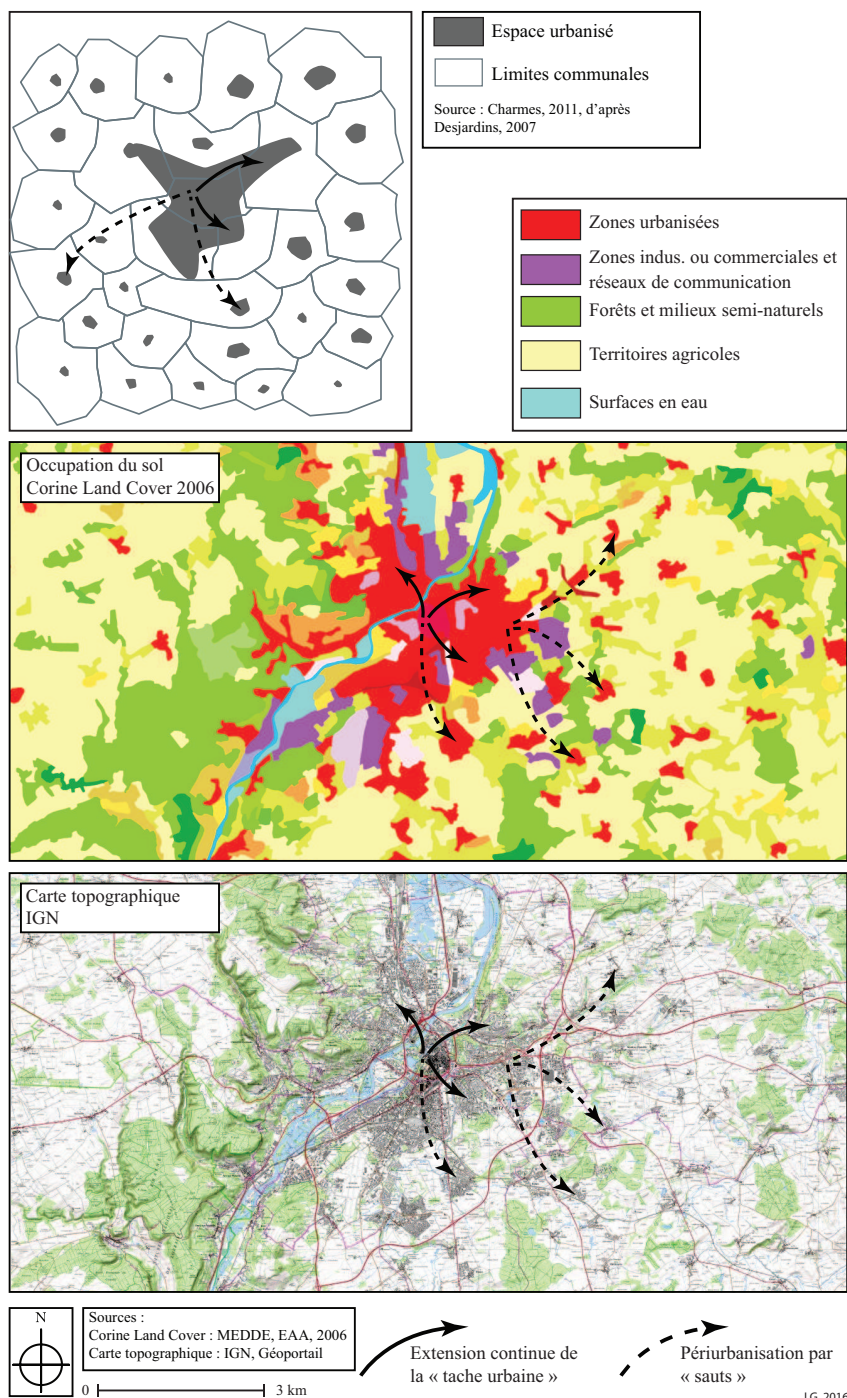 Espace urbanisé
Limites communales
Source : Charmes, 2011, d'après
Desjardins, 2007
Zones urbanisées
Zones indus. ou commerciales et
réseaux de communication
Forêts et milieux semi-naturels
Territoires agricoles
Surfaces en eau
Occupation du sol
Corine Land Cover 2006
Carte topographique
IGN
N
Sources :
Corine Land Cover : MEDDE, EAA, 2006
Carte topographique : IGN, Géoportail
0 3 km
Extension continue de
la « tache urbaine »
Périurbanisation par
« sauts »
LG, 2016